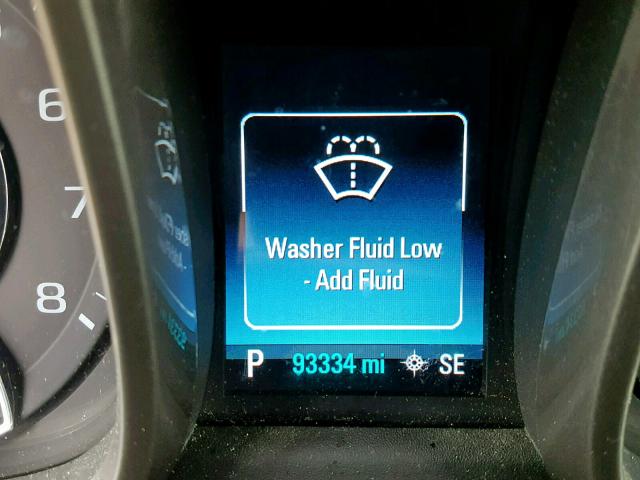 6
7
8
Washer Fluid Low
- Add Fluid
P 93334 mi SE